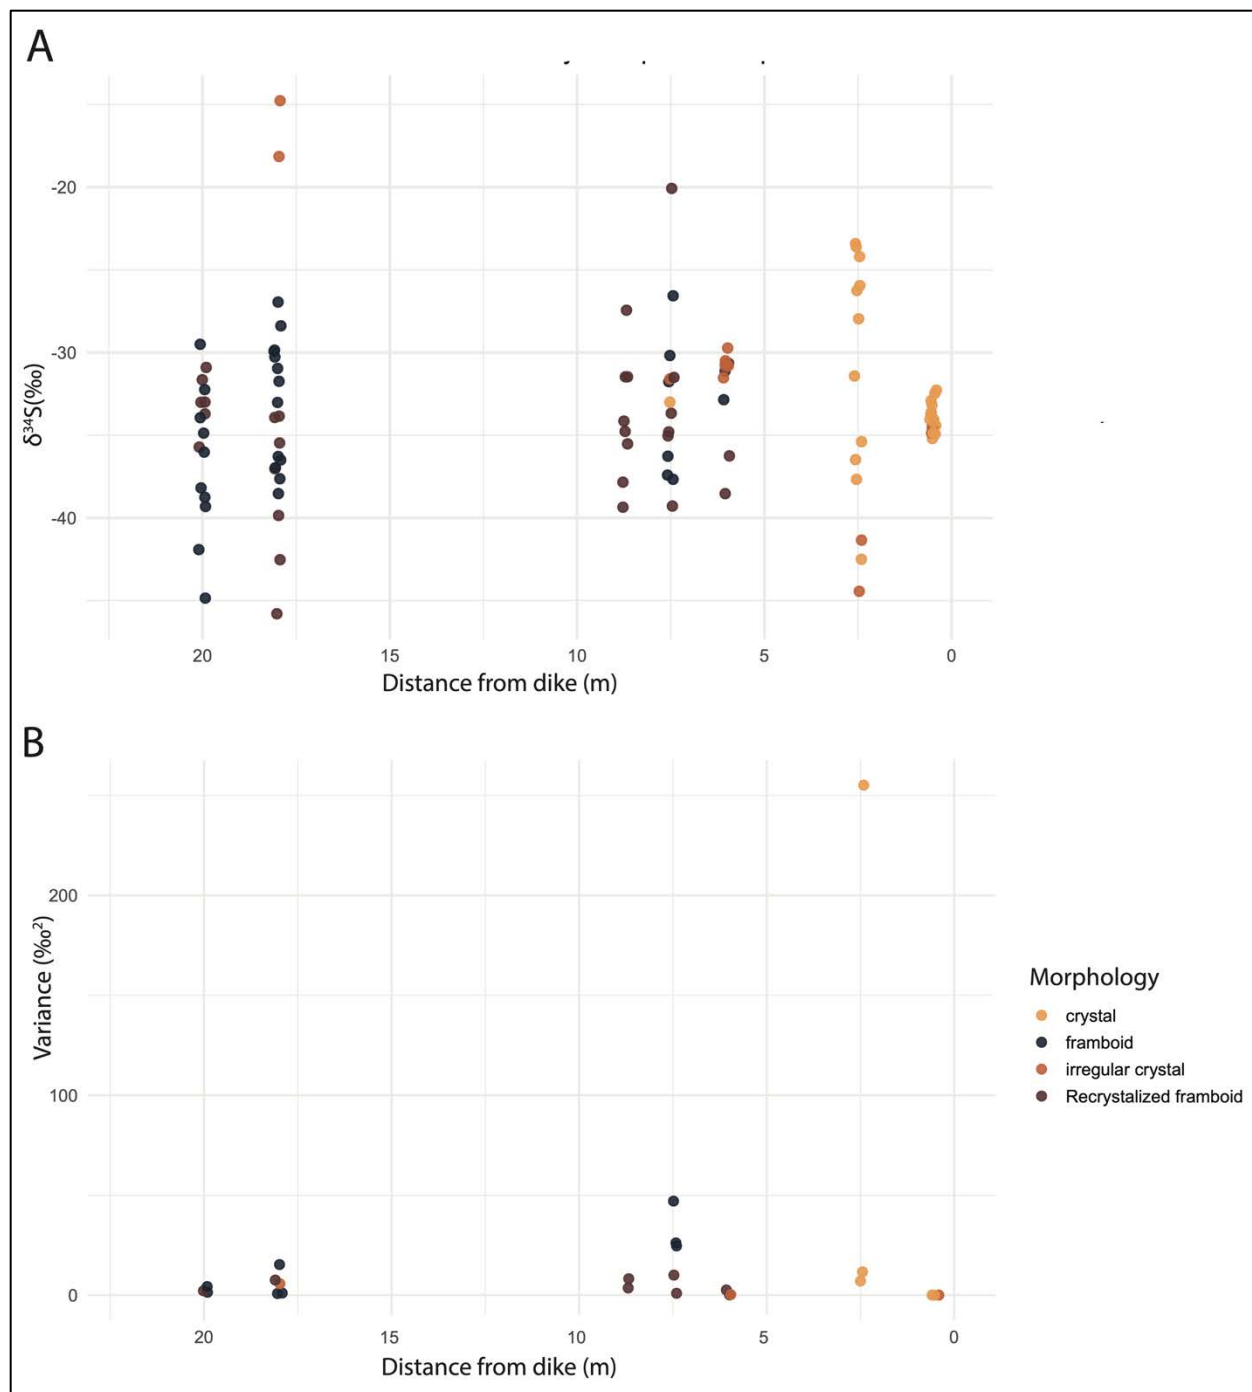 A
-20
-30
-40
δ³⁴S(‰)
20 15 10 5 0
Distance from dike (m)
B
200
100
0
Variance (‰²)
20 15 10 5 0
Distance from dike (m)
Morphology
crystal
framboid
irregular crystal
Recrystalized framboid